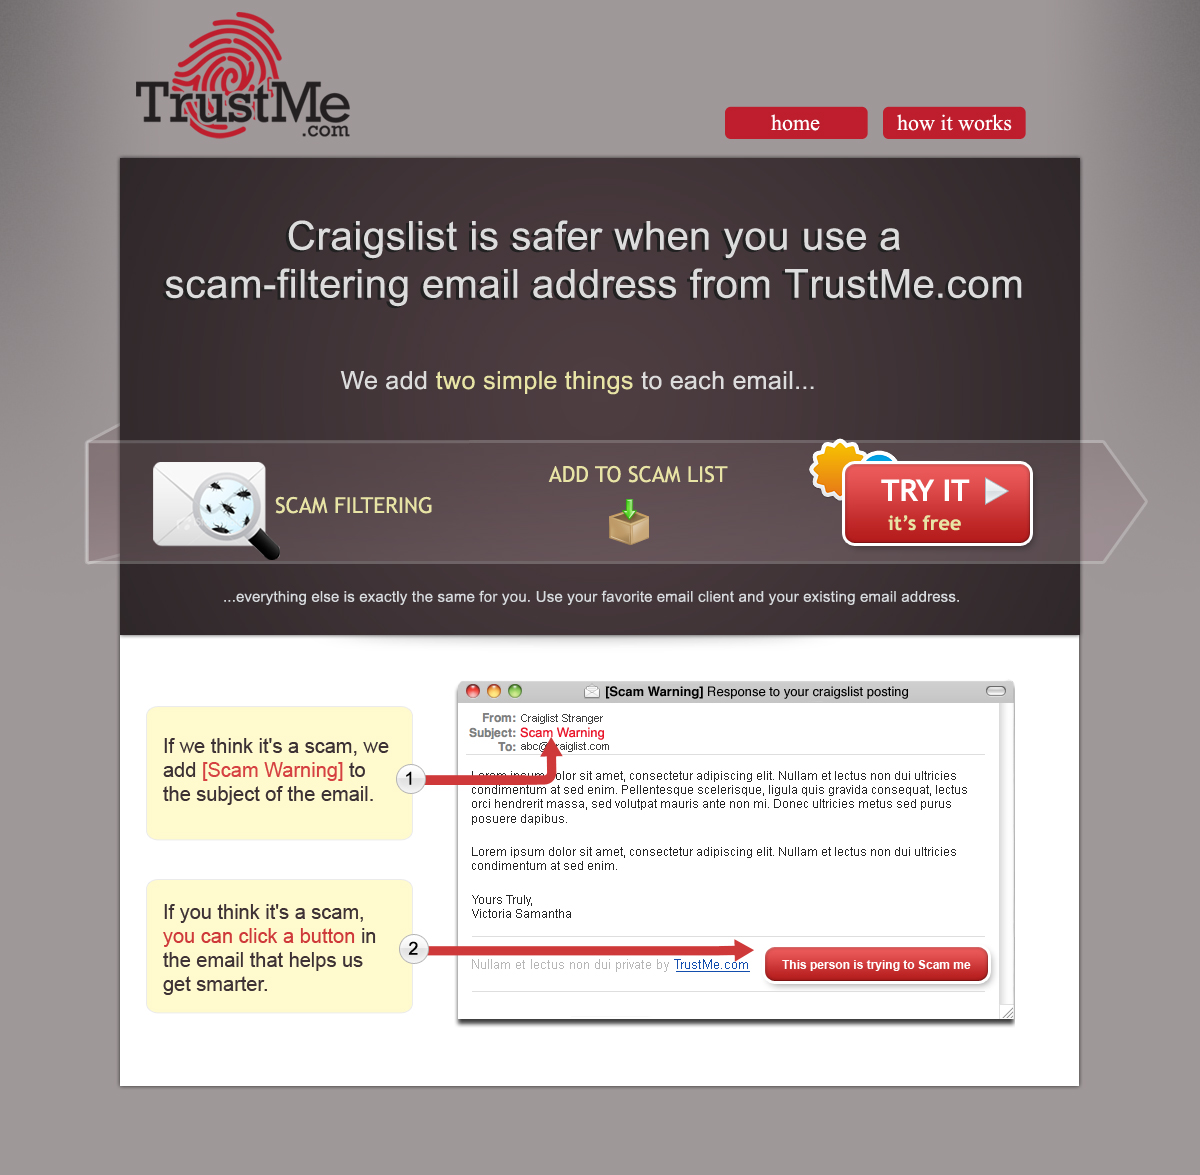 TrustMe
.com
home
how it works
Craigslist is safer when you use a
scam-filtering email address from TrustMe.com
We add two simple things to each email...
SCAM FILTERING
ADD TO SCAM LIST
TRY IT
it's free
...everything else is exactly the same for you. Use your favorite email client and your existing email address.
If we think it's a scam, we
add [Scam Warning] to
the subject of the email.
1
If you think it's a scam,
you can click a button in
the email that helps us
get smarter.
2
[Scam Warning] Response to your craigslist posting
From: Craiglist Stranger
Subject: Scam Warning
To: abc@craiglist.com
Lorem ipsum dolor sit amet, consectetur adipiscing elit. Nullam et lectus non dui ultricies
condimentum at sed enim. Pellentesque scelerisque, ligula quis gravida consequat, lectus
orci hendrerit massa, sed volutpat mauris ante non mi. Donec ultricies metus sed purus
posuere dapibus.
Lorem ipsum dolor sit amet, consectetur adipiscing elit. Nullam et lectus non dui ultricies
condimentum at sed enim.
Yours Truly,
Victoria Samantha
Nullam et lectus non dui private by TrustMe.com
This person is trying to Scam me